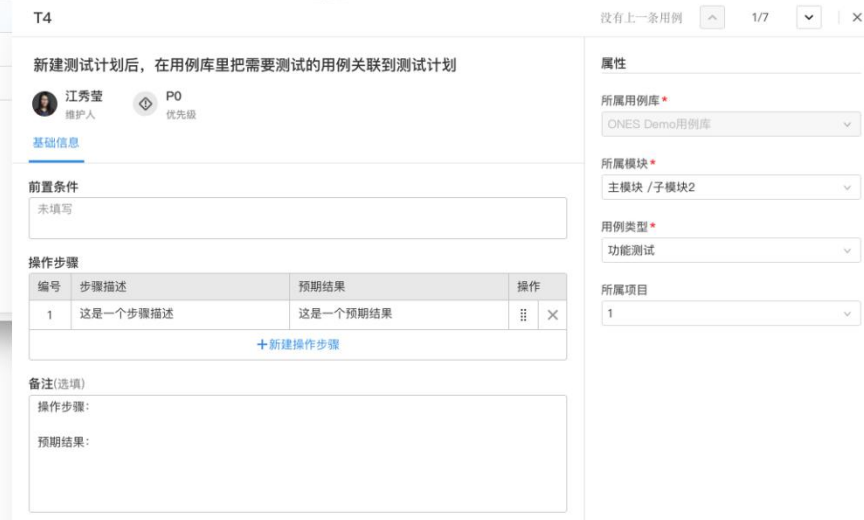 T4
没有上一条用例
1/7
新建测试计划后，在用例库里把需要测试的用例关联到测试计划
江秀莹
维护人
P0
优先级
基础信息
前置条件
未填写
操作步骤
编号 步骤描述 预期结果 操作
1 这是一个步骤描述 这是一个预期结果
+新建操作步骤
备注(选填)
操作步骤：
预期结果：
属性
所属用例库*
ONES Demo用例库
所属模块*
主模块 /子模块2
用例类型*
功能测试
所属项目
1